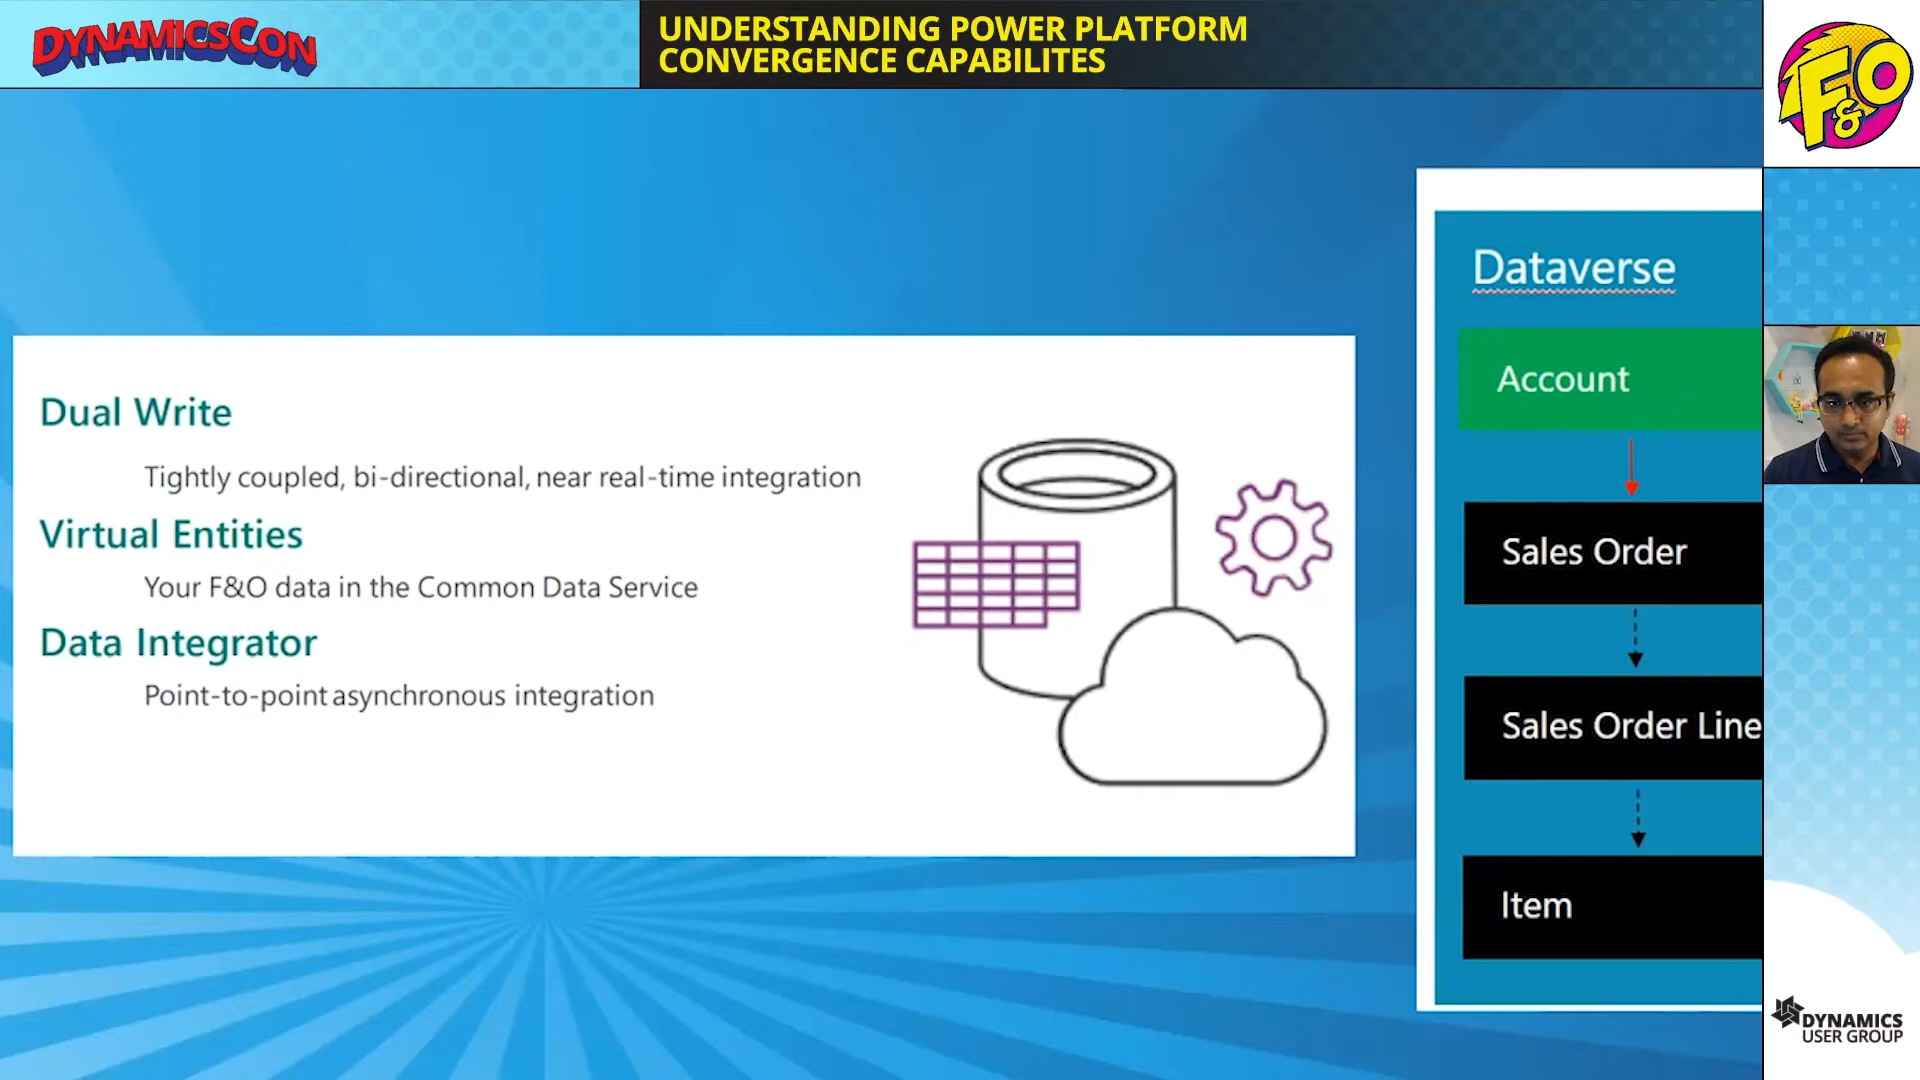 DYNAMICSCON
UNDERSTANDING POWER PLATFORM
CONVERGENCE CAPABILITES
F&O
Dual Write
Tightly coupled, bi-directional, near real-time integration
Virtual Entities
Your F&O data in the Common Data Service
Data Integrator
Point-to-point asynchronous integration
Dataverse
Account
Sales Order
Sales Order Line
Item
DYNAMICS
USER GROUP